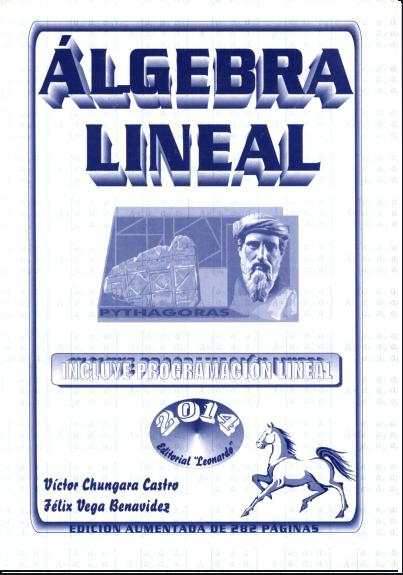 ÁLGEBRA
LINEAL
PYTHAGORAS
INCLUYE PROGRAMACIÓN LINEAL
2014
Editorial "Leonardo"
Víctor Chungara Castro
Félix Vega Benavidez
EDICION AUMENTADA DE 282 PÁGINAS